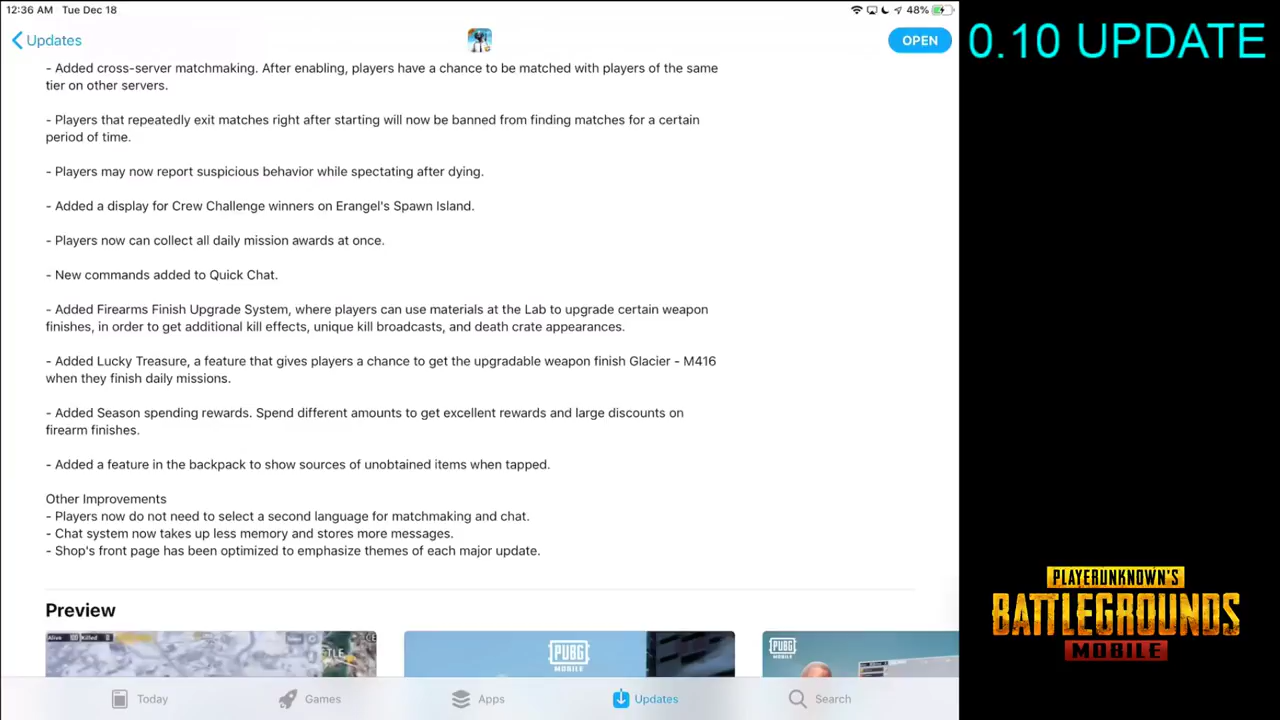 12:36 AM Tue Dec 18
48%
Updates
OPEN
0.10 UPDATE
- Added cross-server matchmaking. After enabling, players have a chance to be matched with players of the same
tier on other servers.
- Players that repeatedly exit matches right after starting will now be banned from finding matches for a certain
period of time.
- Players may now report suspicious behavior while spectating after dying.
- Added a display for Crew Challenge winners on Erangel's Spawn Island.
- Players now can collect all daily mission awards at once.
- New commands added to Quick Chat.
- Added Firearms Finish Upgrade System, where players can use materials at the Lab to upgrade certain weapon
finishes, in order to get additional kill effects, unique kill broadcasts, and death crate appearances.
- Added Lucky Treasure, a feature that gives players a chance to get the upgradable weapon finish Glacier - M416
when they finish daily missions.
- Added Season spending rewards. Spend different amounts to get excellent rewards and large discounts on
firearm finishes.
- Added a feature in the backpack to show sources of unobtained items when tapped.
Other Improvements
- Players now do not need to select a second language for matchmaking and chat.
- Chat system now takes up less memory and stores more messages.
- Shop's front page has been optimized to emphasize themes of each major update.
Preview
Alive
Killed
PUBG
MOBILE
PUBG
MOBILE
PLAYERUNKNOWN'S
BATTLEGROUNDS
MOBILE
Today
Games
Apps
Updates
Search